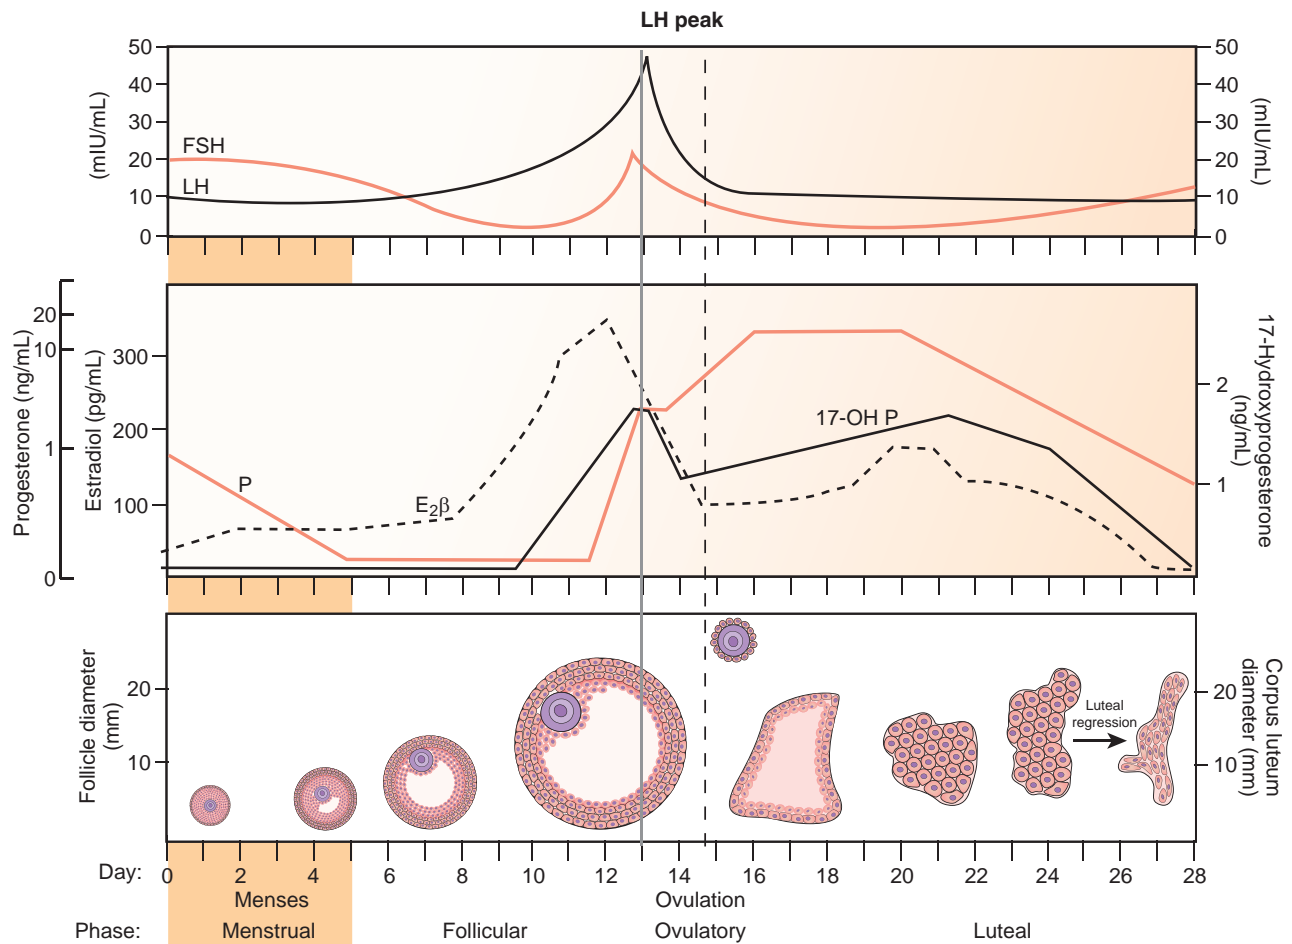 LH peak
50
40
30
20
10
0
(mIU/mL)
FSH
LH
50
40
30
20
10
0
(mIU/mL)
Progesterone (ng/mL)
20
10
1
0
Estradiol (pg/mL)
300
200
100
P
E₂β
17-OH P
2
1
17-Hydroxyprogesterone
(ng/mL)
Follicle diameter
(mm)
20
10
Luteal
regression
20
10
Corpus luteum
diameter (mm)
Day: 0 2 4 6 8 10 12 14 16 18 20 22 24 26 28
Menses Ovulation
Phase: Menstrual Follicular Ovulatory Luteal